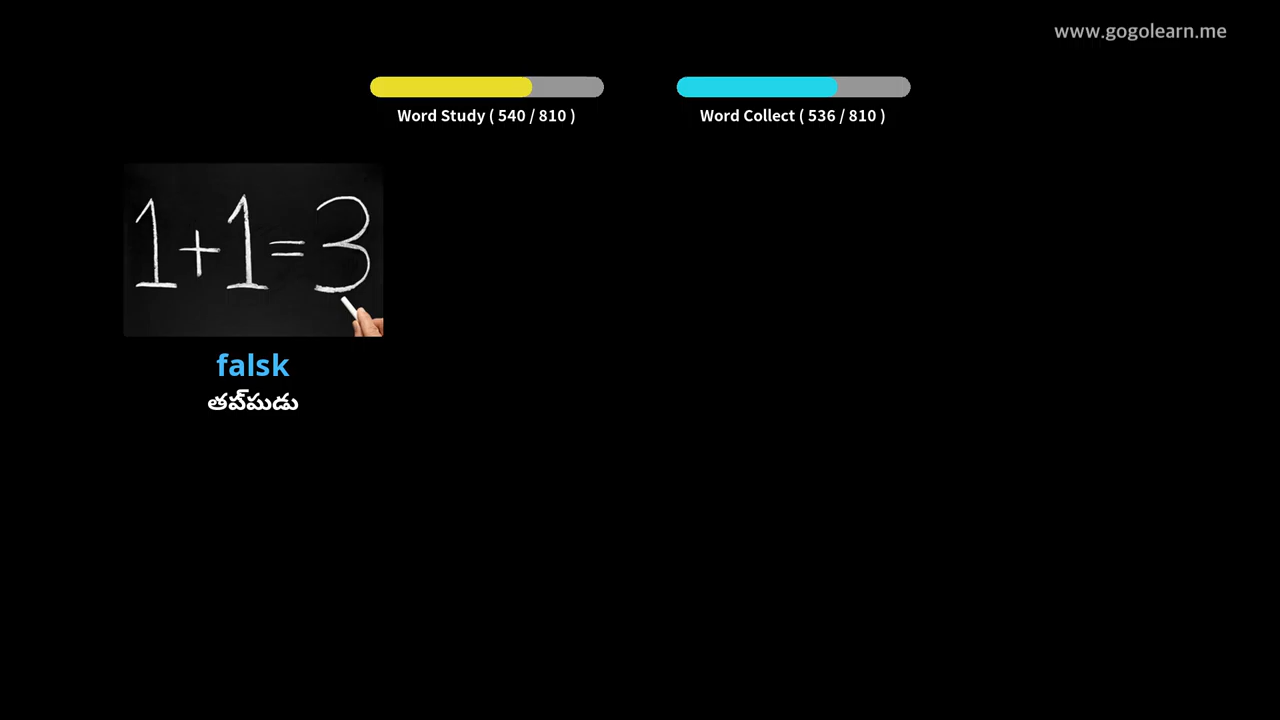 www.gogolearn.me
Word Study ( 540 / 810 )
Word Collect ( 536 / 810 )
1+1=3
falsk
తప్పుడు